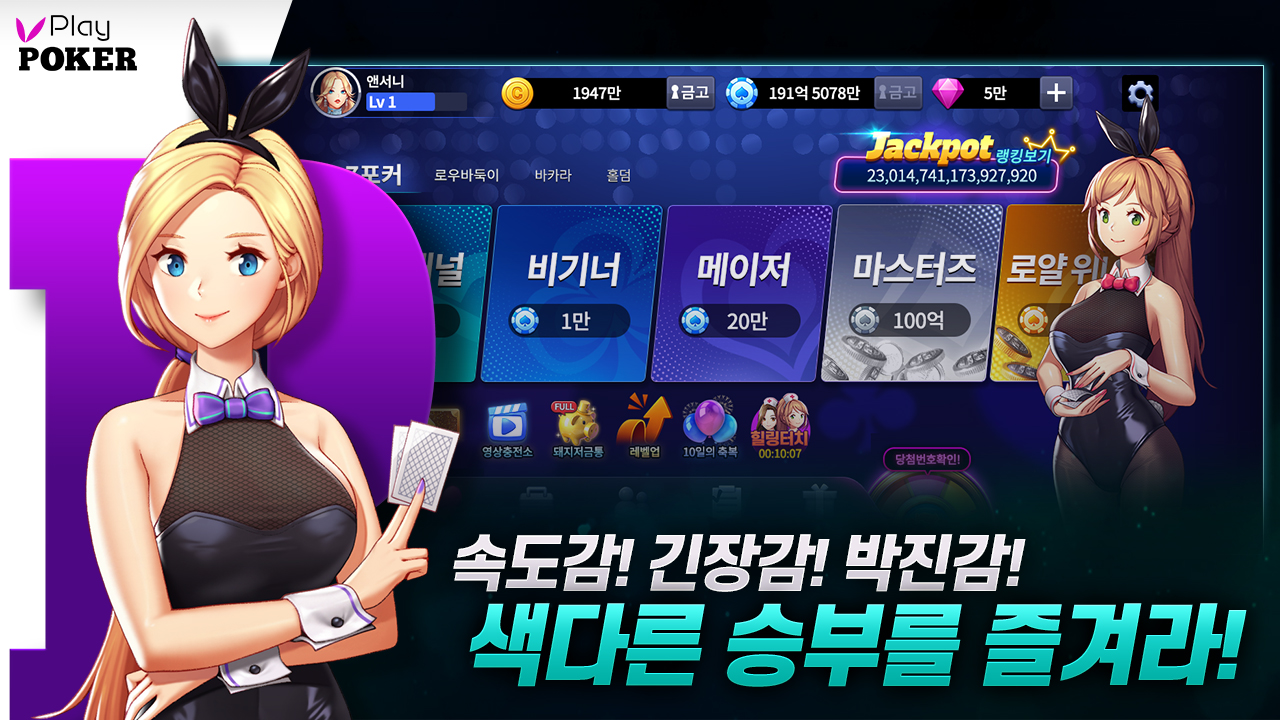 Play
POKER
앤서니
Lv 1
C
1947만
금고
191억 5078만
금고
5만
Jackpot
랭킹보기
23,014,741,173,927,920
포커
로우바둑이
바카라
홀덤
널
비기너
메이저
마스터즈
로얄
1만
20만
100억
FULL
영상충전소
돼지저금통
레벨업
10일의 축복
힐링터치
00:10:07
당첨번호확인!
속도감! 긴장감! 박진감!
색다른 승부를 즐겨라!